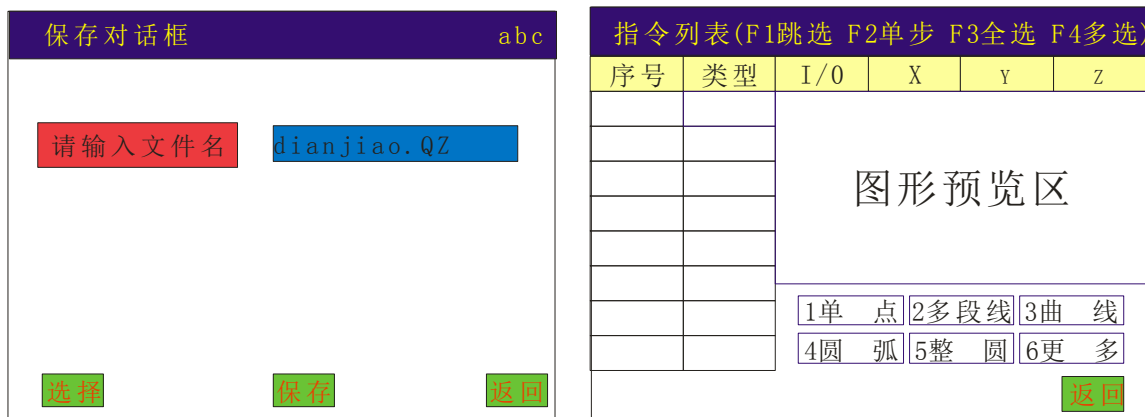 保存对话框 abc
请输入文件名 dianjiao.QZ
选择 保存 返回
指令列表(F1跳选 F2单步 F3全选 F4多选)
序号 类型 I/O X Y Z
图形预览区
1单 点 2多段线 3曲 线
4圆 弧 5整 圆 6更 多
返回